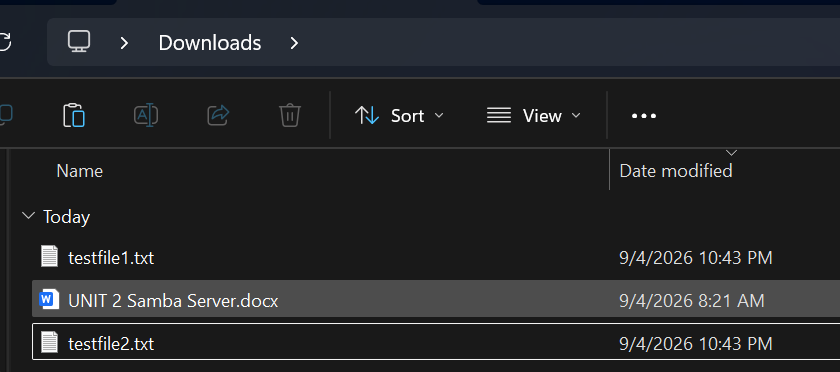 Downloads
Sort View
Name Date modified
Today
testfile1.txt 9/4/2026 10:43 PM
UNIT 2 Samba Server.docx 9/4/2026 8:21 AM
testfile2.txt 9/4/2026 10:43 PM